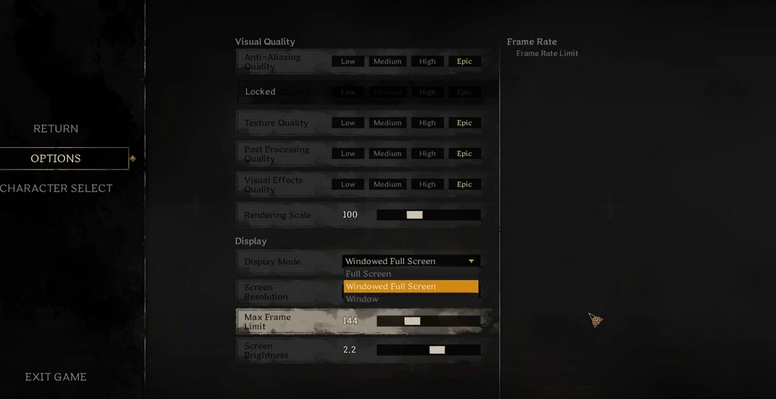 RETURN
OPTIONS
CHARACTER SELECT
EXIT GAME
Visual Quality
Anti-Aliasing
Quality
Low Medium High Epic
Locked
Low Medium High Epic
Texture Quality
Low Medium High Epic
Post Processing
Quality
Low Medium High Epic
Visual Effects
Quality
Low Medium High Epic
Rendering Scale
100
Display
Display Mode
Windowed Full Screen
Full Screen
Windowed Full Screen
Window
Screen
Resolution
Max Frame
Limit
144
Screen
Brightness
2.2
Frame Rate
Frame Rate Limit